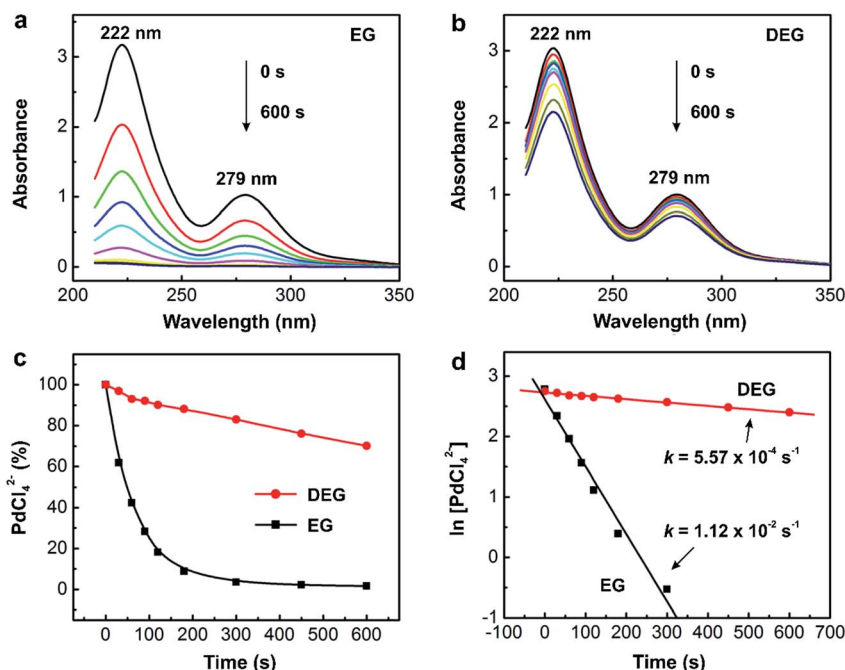 a
222 nm
EG
0 s
600 s
279 nm
Absorbance
3
2
1
0
200 250 300 350
Wavelength (nm)
b
222 nm
DEG
0 s
600 s
279 nm
Absorbance
3
2
1
0
200 250 300 350
Wavelength (nm)
c
PdCl₄²⁻ (%)
100
80
60
40
20
0
DEG
EG
0 100 200 300 400 500 600
Time (s)
d
ln [PdCl₄²⁻]
3
2
1
0
-1
DEG
k = 5.57 x 10⁻⁴ s⁻¹
k = 1.12 x 10⁻² s⁻¹
EG
-100 0 100 200 300 400 500 600 700
Time (s)